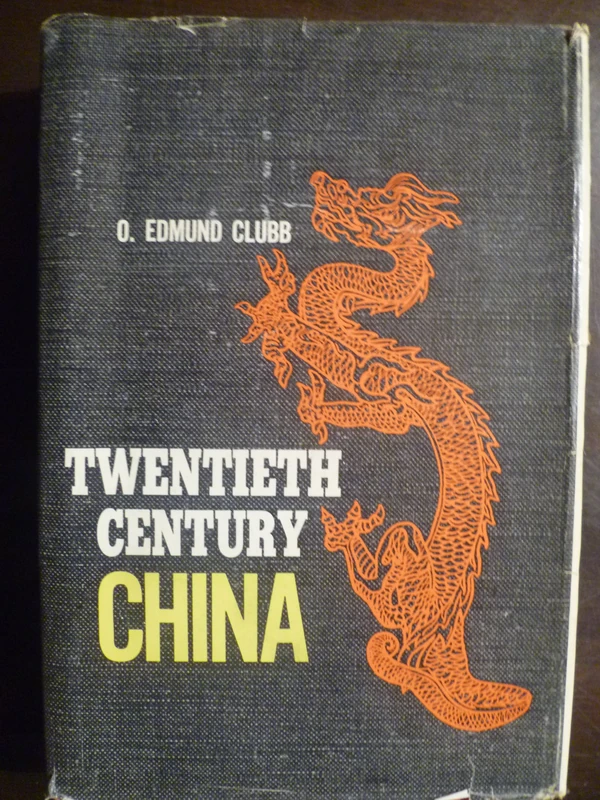 O. EDMUND CLUBB
TWENTIETH
CENTURY
CHINA